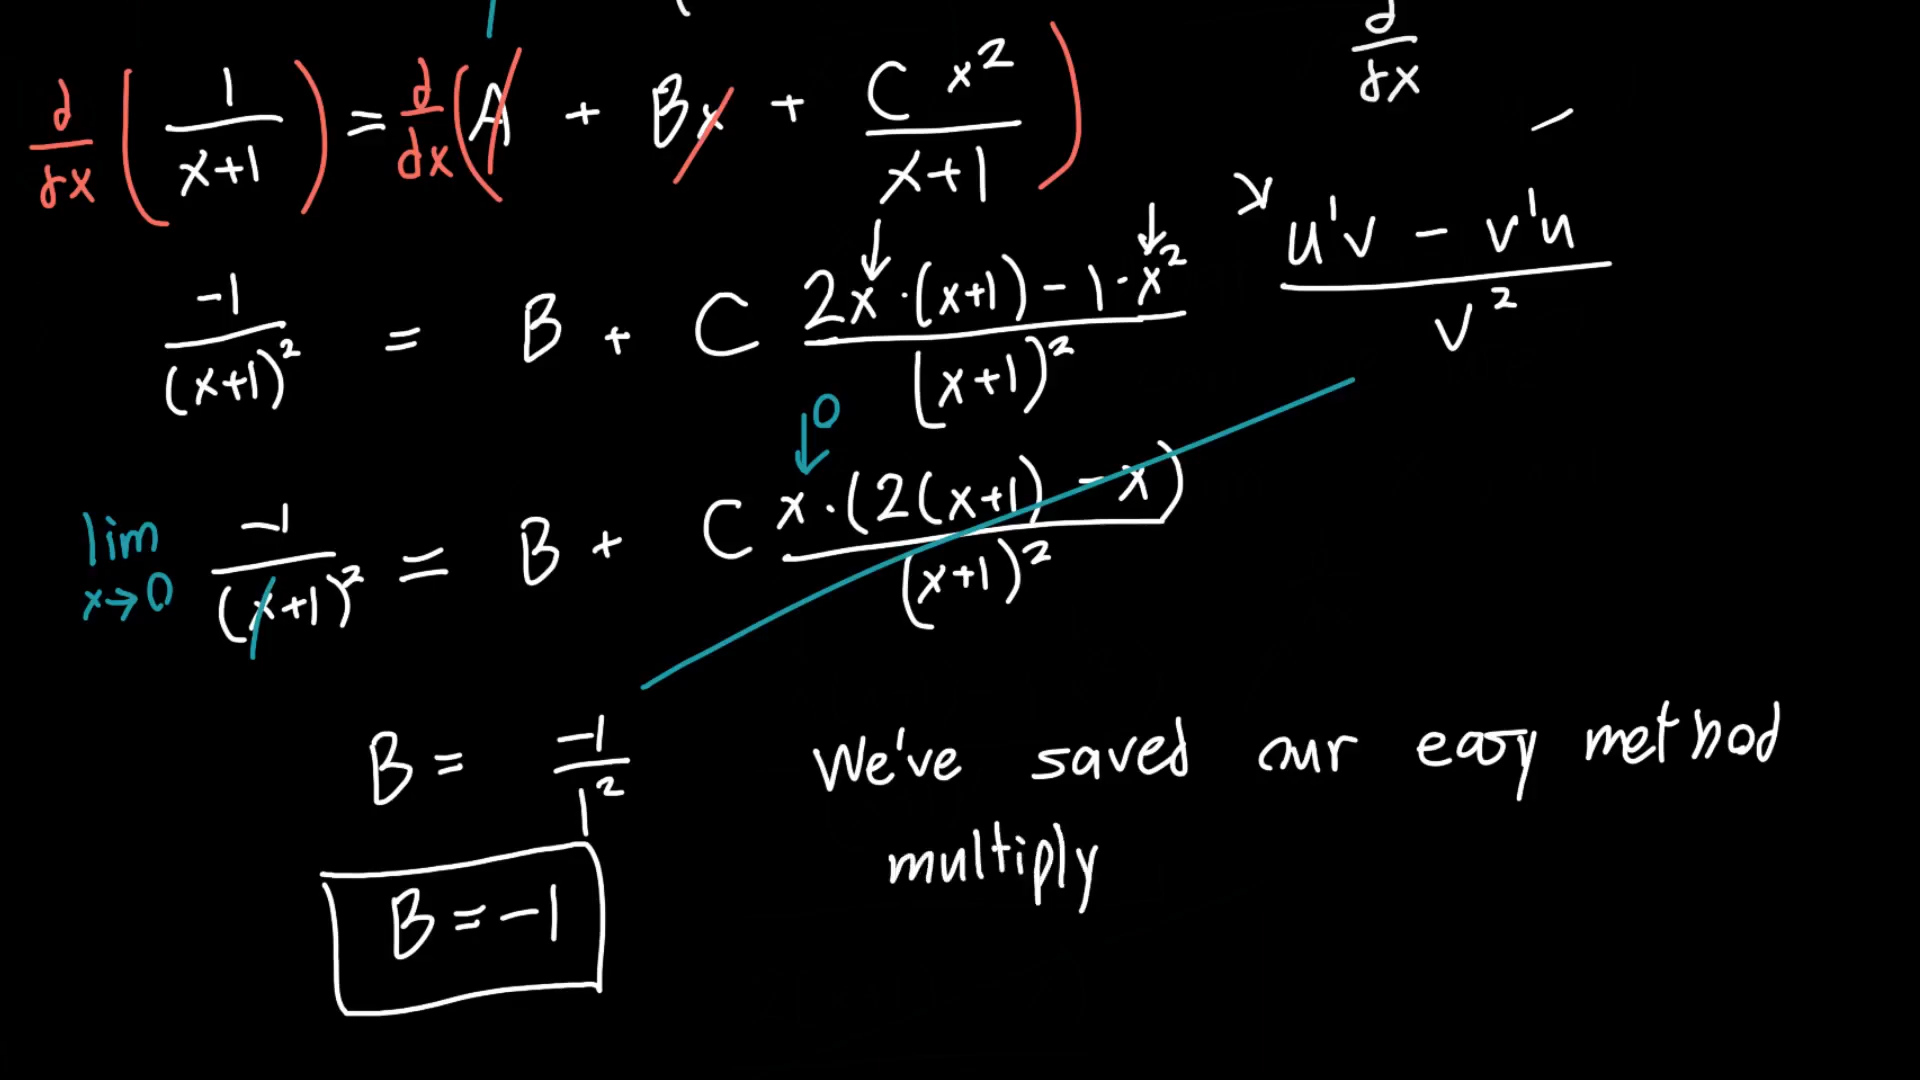 d/dx
d/dx ( 1/(x+1) ) = d/dx ( A + Bx + Cx²/(x+1) )
u'v - v'u / v²
-1/(x+1)² = B + C 2x·(x+1) - 1·x² / (x+1)²
0
lim x→0 -1/(x+1)² = B + C x·(2(x+1) - x) / (x+1)²
B = -1/1²
We've saved our easy method
multiply
B = -1